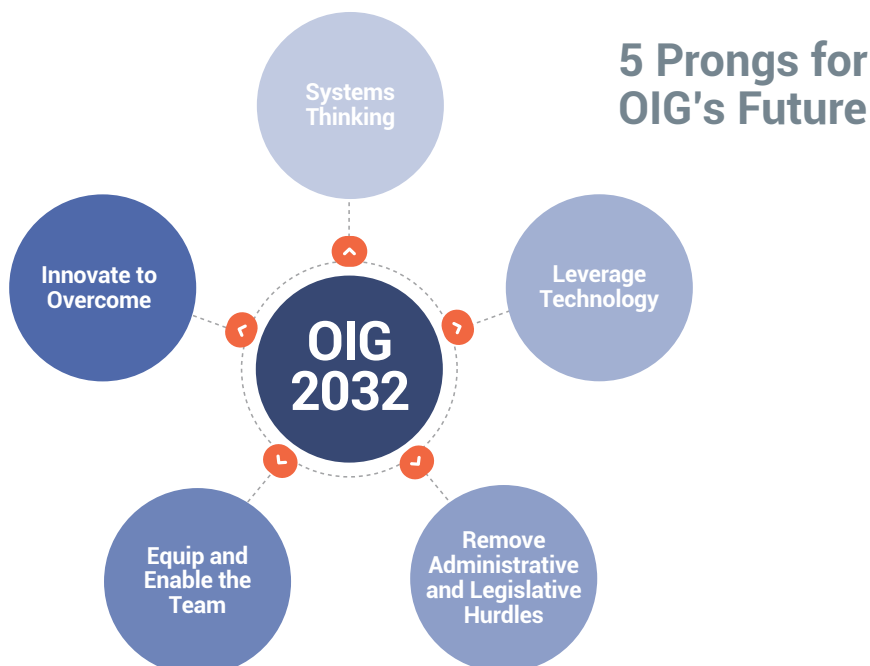 5 Prongs for
OIG's Future
Systems
Thinking
Innovate to
Overcome
Leverage
Technology
OIG
2032
Equip and
Enable the
Team
Remove
Administrative
and Legislative
Hurdles